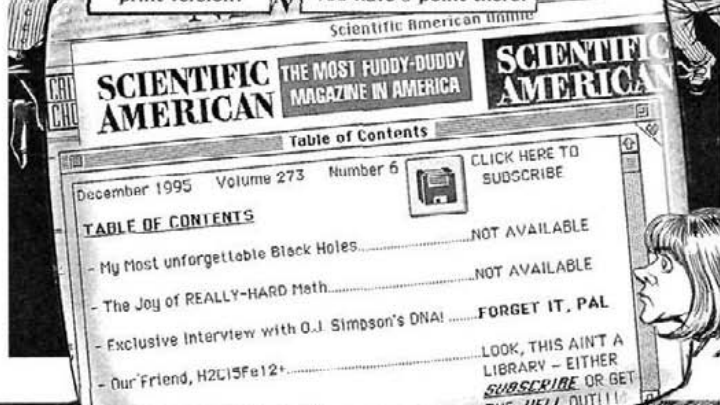 Scientific American Online
SCIENTIFIC
AMERICAN
THE MOST FUDDY-DUDDY
MAGAZINE IN AMERICA
SCIENTIFIC
AMERICAN
Table of Contents
December 1995 Volume 273 Number 6
CLICK HERE TO
SUBSCRIBE
TABLE OF CONTENTS
- My Most unforgettable Black Holes..........................NOT AVAILABLE
- The Joy of REALLY-HARD Math................................NOT AVAILABLE
- Exclusive Interview with O.J. Simpson's DNA! .......FORGET IT, PAL
- Our Friend, H2Cl5Fe12+......................................LOOK, THIS AIN'T A
LIBRARY – EITHER
SUBSCRIBE OR GET
THE HELL OUT!!!